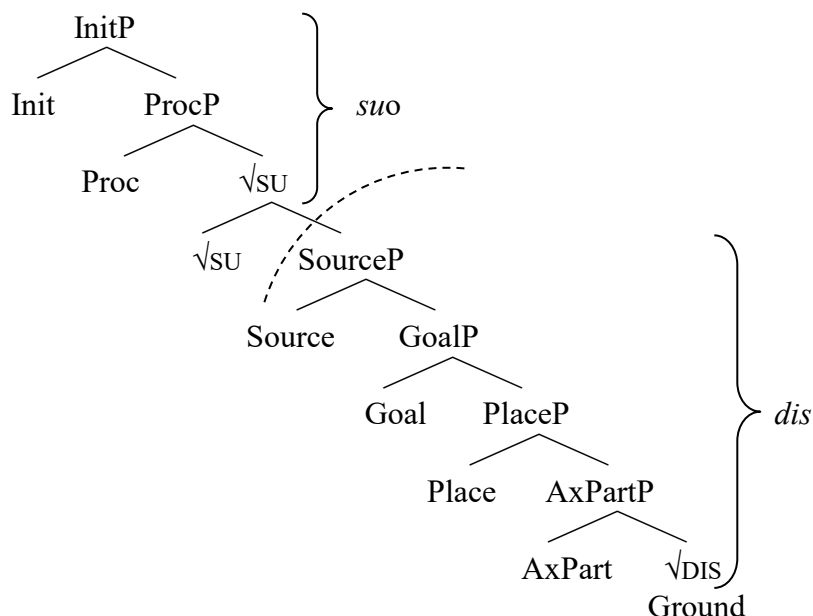 InitP
Init ProcP suo
Proc √SU
√SU SourceP
Source GoalP
Goal PlaceP dis
Place AxPartP
AxPart √DIS
Ground